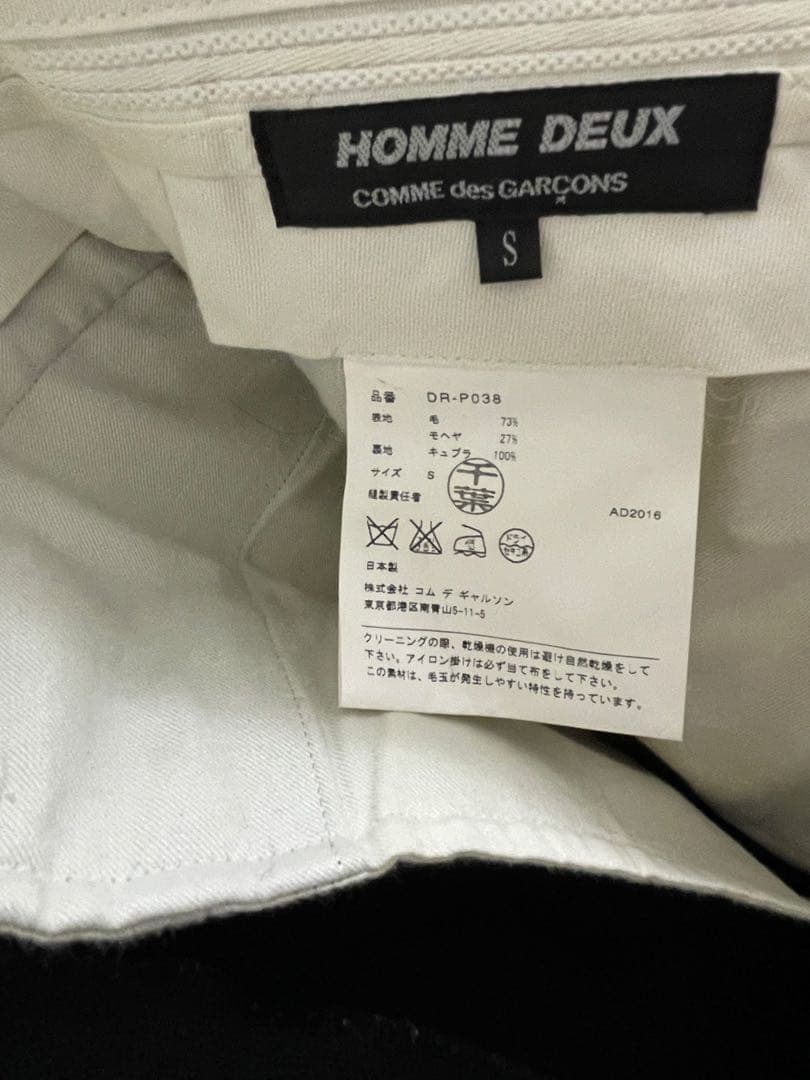 HOMME DEUX
COMME des GARÇONS
S
品番 DR-P038
表地 毛 73%
モヘヤ 27%
裏地 キュプラ 100%
サイズ S
縫製責任者 千葉
AD2016
ドライ
セキユ系
日本製
株式会社 コム デ ギャルソン
東京都港区南青山5-11-5
クリーニングの際、乾燥機の使用は避け自然乾燥をして
下さい。アイロン掛けは必ず当て布をして下さい。
この素材は、毛玉が発生しやすい特性を持っています。